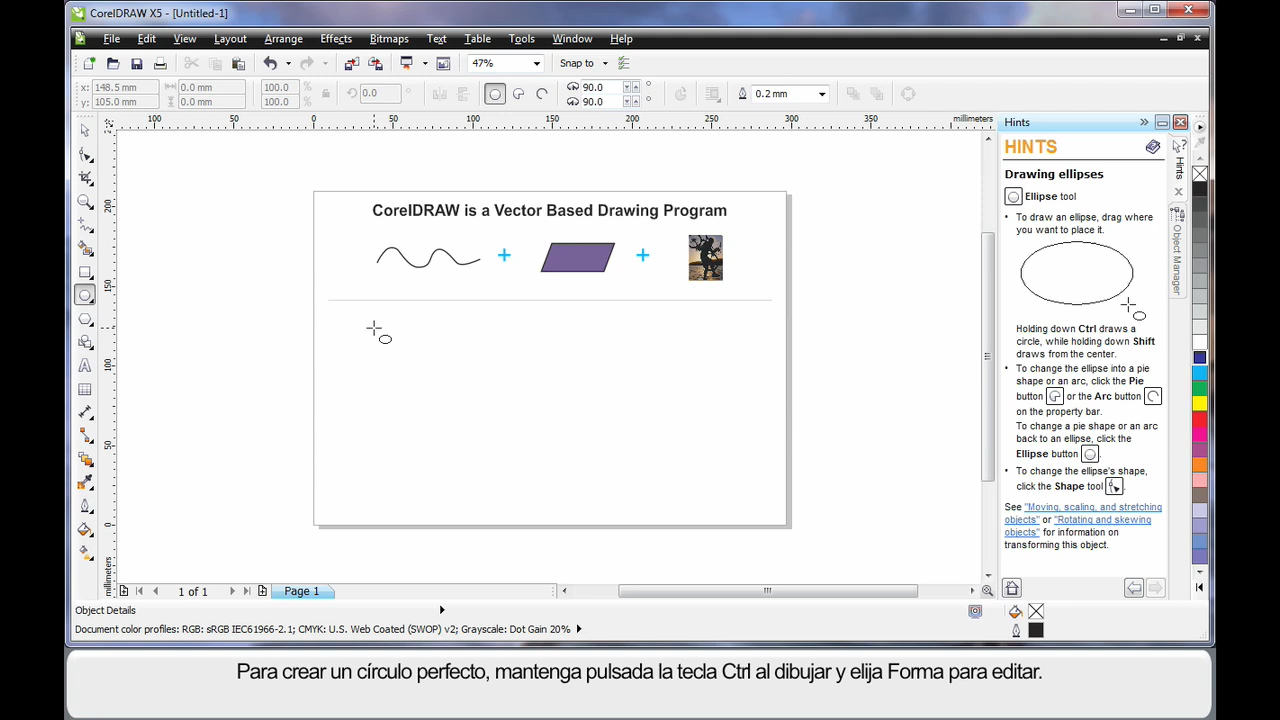 CorelDRAW X5 - [Untitled-1]
File Edit View Layout Arrange Effects Bitmaps Text Table Tools Window Help
47% Snap to
x: 148.5 mm 0.0 mm 100.0 % 0.0 ° 90.0 ° 0.2 mm
y: 105.0 mm 0.0 mm 100.0 % 90.0
100 50 0 50 100 150 200 250 300 350 millimeters
200
100
50
0
millimeters
CorelDRAW is a Vector Based Drawing Program
+ +
1 of 1 Page 1
Hints
HINTS
Drawing ellipses
Ellipse tool
• To draw an ellipse, drag where
you want to place it.
Holding down Ctrl draws a
circle, while holding down Shift
draws from the center.
• To change the ellipse into a pie
shape or an arc, click the Pie
button or the Arc button
on the property bar.
To change a pie shape or an arc
back to an ellipse, click the
Ellipse button .
• To change the ellipse's shape,
click the Shape tool .
See "Moving, scaling, and stretching
objects" or "Rotating and skewing
objects" for information on
transforming this object.
Hints
Object Manager
Object Details
Document color profiles: RGB: sRGB IEC61966-2.1; CMYK: U.S. Web Coated (SWOP) v2; Grayscale: Dot Gain 20%
Para crear un círculo perfecto, mantenga pulsada la tecla Ctrl al dibujar y elija Forma para editar.